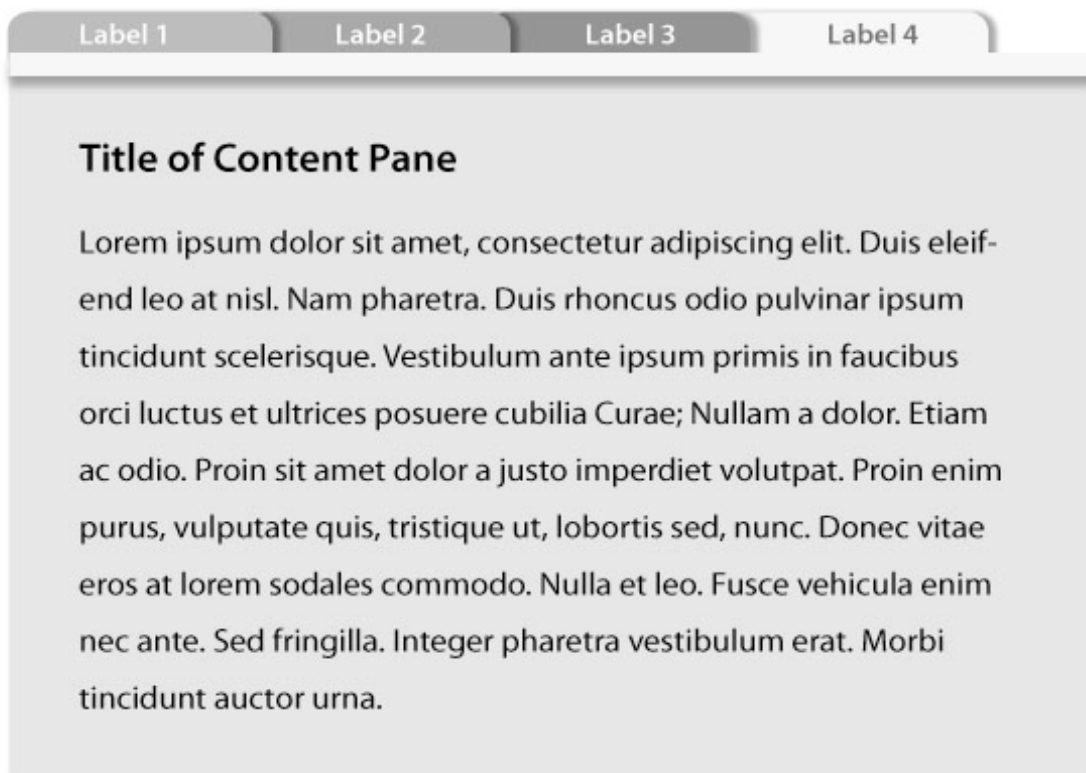 Label 1 Label 2 Label 3 Label 4
Title of Content Pane
Lorem ipsum dolor sit amet, consectetur adipiscing elit. Duis eleif-
end leo at nisl. Nam pharetra. Duis rhoncus odio pulvinar ipsum
tincidunt scelerisque. Vestibulum ante ipsum primis in faucibus
orci luctus et ultrices posuere cubilia Curae; Nullam a dolor. Etiam
ac odio. Proin sit amet dolor a justo imperdiet volutpat. Proin enim
purus, vulputate quis, tristique ut, lobortis sed, nunc. Donec vitae
eros at lorem sodales commodo. Nulla et leo. Fusce vehicula enim
nec ante. Sed fringilla. Integer pharetra vestibulum erat. Morbi
tincidunt auctor urna.